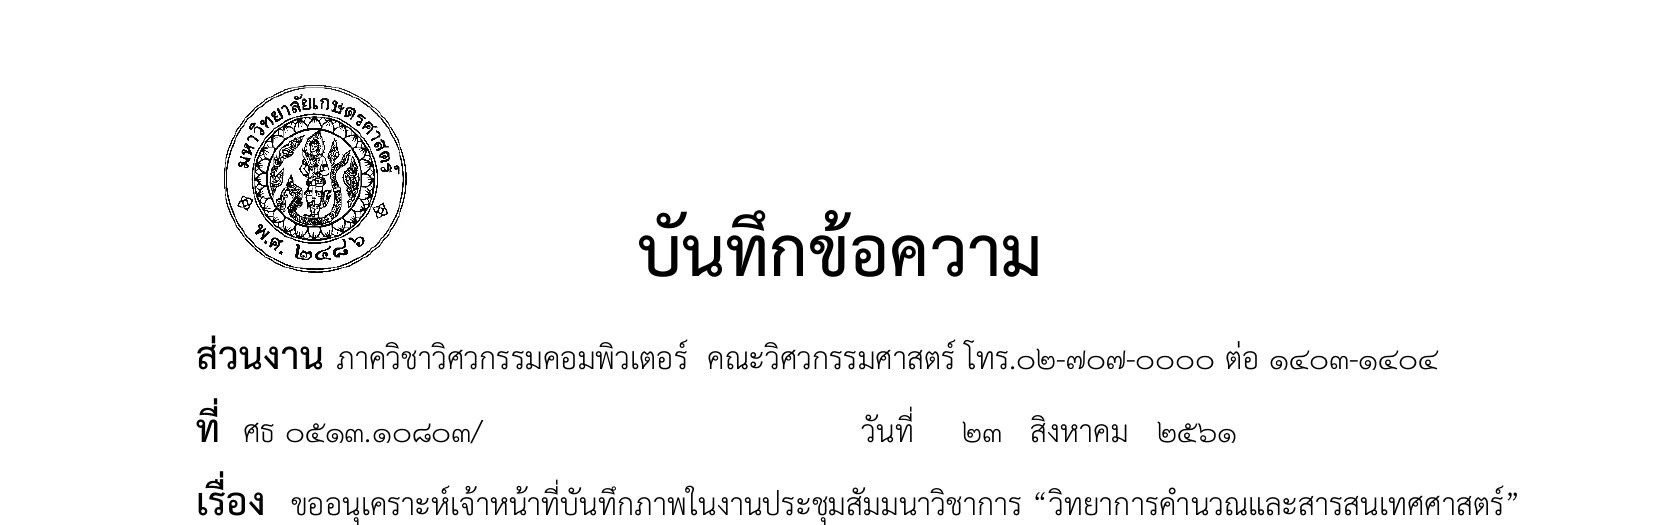 มหาวิทยาลัยเกษตรศาสตร์
พ.ศ. ๒๔๘๖
บันทึกข้อความ
ส่วนงาน ภาควิชาวิศวกรรมคอมพิวเตอร์ คณะวิศวกรรมศาสตร์ โทร.๐๒-๗๐๗-๐๐๐๐ ต่อ ๑๔๐๓-๑๔๐๔
ที่ ศธ ๐๕๑๓.๑๐๘๐๓/ วันที่ ๒๓ สิงหาคม ๒๕๖๑
เรื่อง ขออนุเคราะห์เจ้าหน้าที่บันทึกภาพในงานประชุมสัมมนาวิชาการ “วิทยาการคำนวณและสารสนเทศศาสตร์”